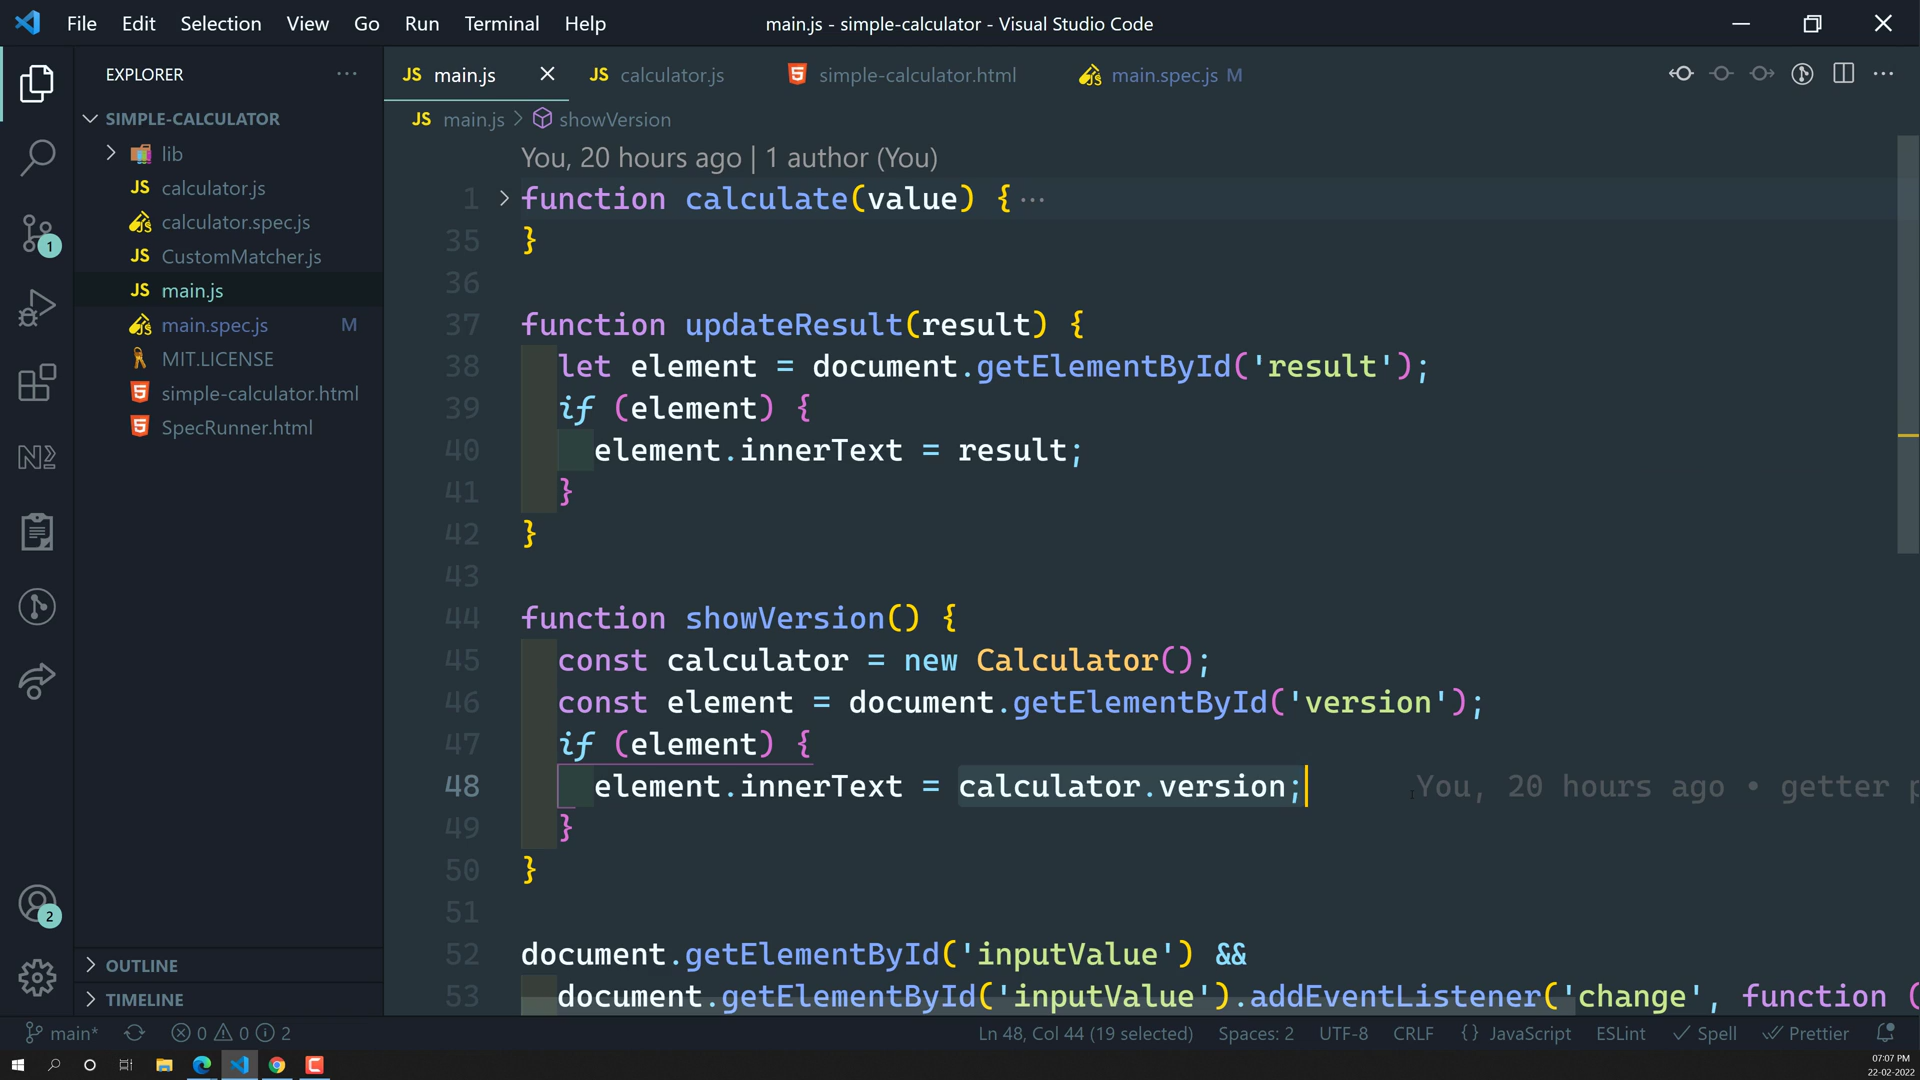 File Edit Selection View Go Run Terminal Help
main.js - simple-calculator - Visual Studio Code
EXPLORER
SIMPLE-CALCULATOR
lib
JS calculator.js
calculator.spec.js
JS CustomMatcher.js
JS main.js
main.spec.js M
MIT.LICENSE
simple-calculator.html
SpecRunner.html
OUTLINE
TIMELINE
1
2
JS main.js JS calculator.js simple-calculator.html main.spec.js M
JS main.js > showVersion
You, 20 hours ago | 1 author (You)
1 function calculate(value) { ···
35 }
36
37 function updateResult(result) {
38 let element = document.getElementById('result');
39 if (element) {
40 element.innerText = result;
41 }
42 }
43
44 function showVersion() {
45 const calculator = new Calculator();
46 const element = document.getElementById('version');
47 if (element) {
48 element.innerText = calculator.version; You, 20 hours ago • getter p
49 }
50 }
51
52 document.getElementById('inputValue') &&
53 document.getElementById('inputValue').addEventListener('change', function (
main* 0 0 2 Ln 48, Col 44 (19 selected) Spaces: 2 UTF-8 CRLF {} JavaScript ESLint Spell Prettier
07:07 PM
22-02-2022